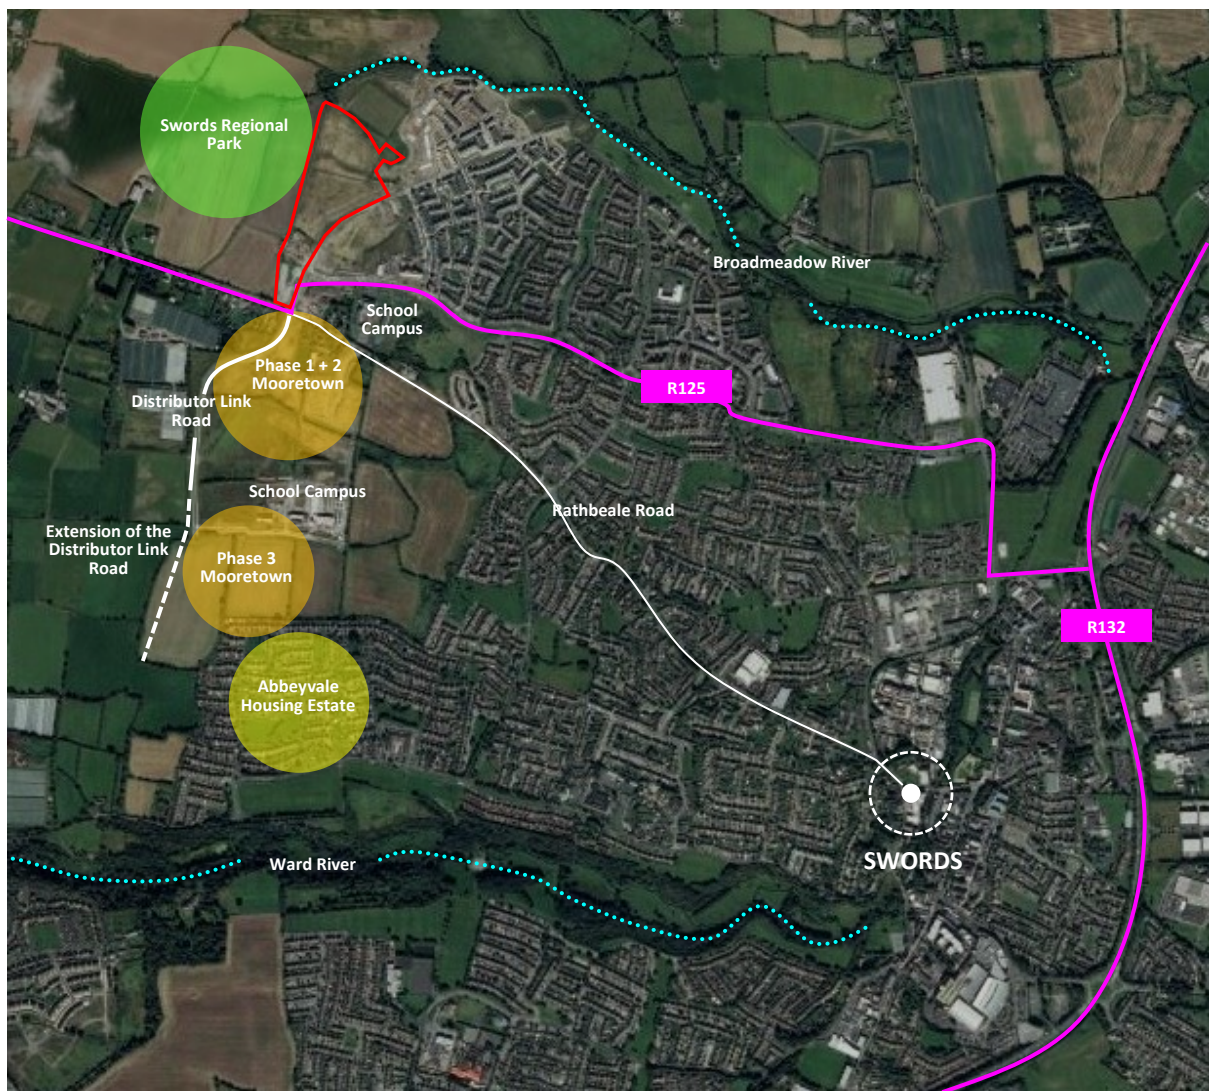 Swords Regional
Park
Broadmeadow River
School
Campus
Phase 1 + 2
Mooretown
R125
Distributor Link
Road
School Campus
Rathbeale Road
Extension of the
Distributor Link
Road
Phase 3
Mooretown
R132
Abbeyvale
Housing Estate
SWORDS
Ward River